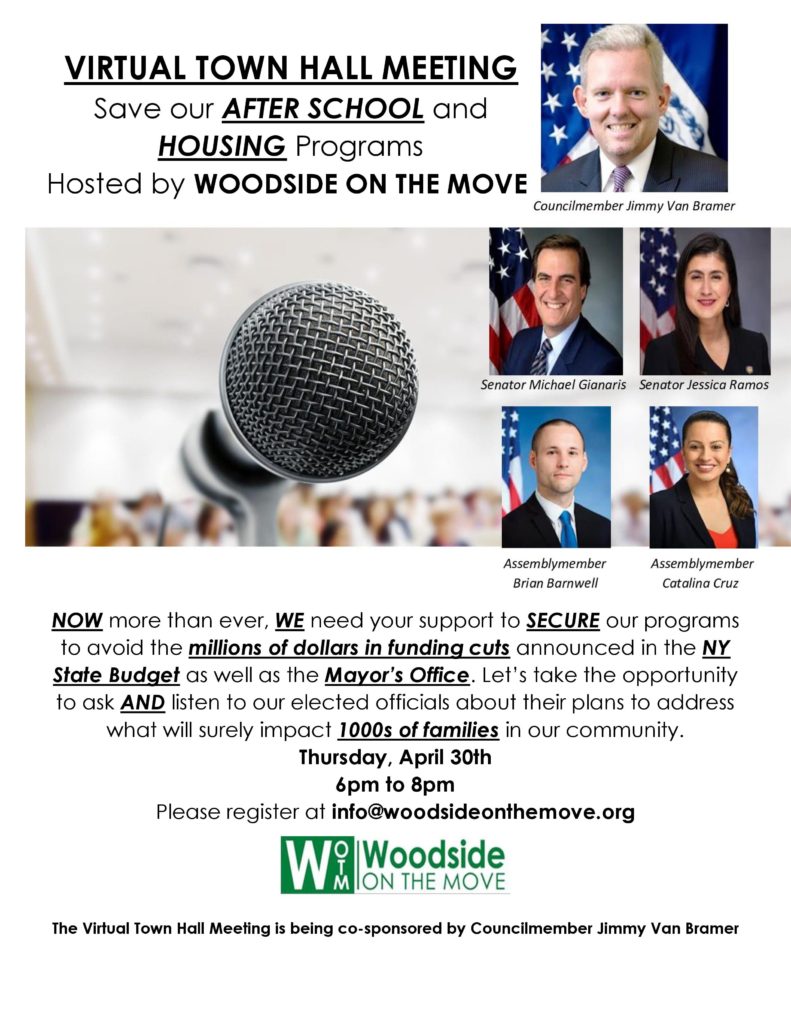 VIRTUAL TOWN HALL MEETING
Save our AFTER SCHOOL and
HOUSING Programs
Hosted by WOODSIDE ON THE MOVE
Councilmember Jimmy Van Bramer
Senator Michael Gianaris
Senator Jessica Ramos
Assemblymember
Brian Barnwell
Assemblymember
Catalina Cruz
NOW more than ever, WE need your support to SECURE our programs
to avoid the millions of dollars in funding cuts announced in the NY
State Budget as well as the Mayor's Office. Let's take the opportunity
to ask AND listen to our elected officials about their plans to address
what will surely impact 1000s of families in our community.
Thursday, April 30th
6pm to 8pm
Please register at info@woodsideonthemove.org
WOTM Woodside
ON THE MOVE
The Virtual Town Hall Meeting is being co-sponsored by Councilmember Jimmy Van Bramer